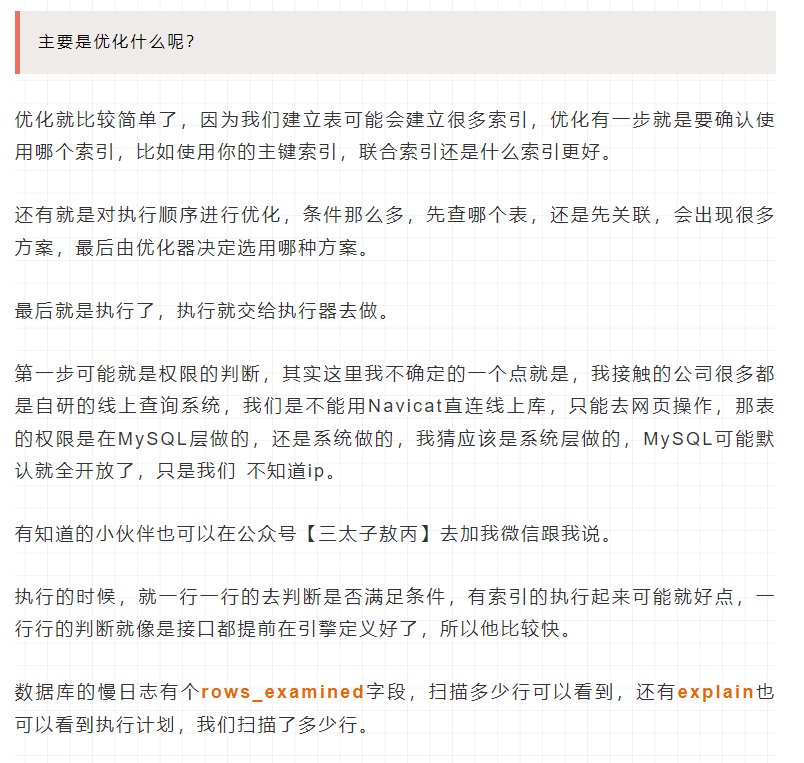 主要是优化什么呢？
优化就比较简单了，因为我们建立表可能会建立很多索引，优化有一步就是要确认使
用哪个索引，比如使用你的主键索引，联合索引还是什么索引更好。
还有就是对执行顺序进行优化，条件那么多，先查哪个表，还是先关联，会出现很多
方案，最后由优化器决定选用哪种方案。
最后就是执行了，执行就交给执行器去做。
第一步可能就是权限的判断，其实这里我不确定的一个点就是，我接触的公司很多都
是自研的线上查询系统，我们是不能用Navicat直连线上库，只能去网页操作，那表
的权限是在MySQL层做的，还是系统做的，我猜应该是系统层做的，MySQL可能默
认就全开放了，只是我们 不知道ip。
有知道的小伙伴也可以在公众号【三太子敖丙】去加我微信跟我说。
执行的时候，就一行一行的去判断是否满足条件，有索引的执行起来可能就好点，一
行行的判断就像是接口都提前在引擎定义好了，所以他比较快。
数据库的慢日志有个rows_examined字段，扫描多少行可以看到，还有explain也
可以看到执行计划，我们扫描了多少行。